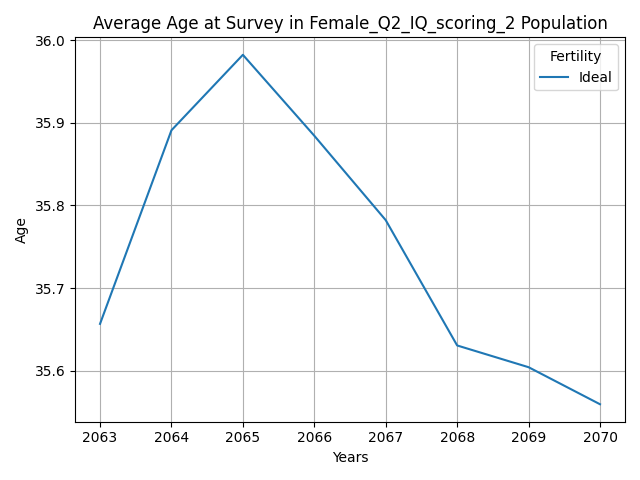 Average Age at Survey in Female_Q2_IQ_scoring_2 Population
36.0
35.9
35.8
35.7
35.6
Age
Fertility
Ideal
2063 2064 2065 2066 2067 2068 2069 2070
Years